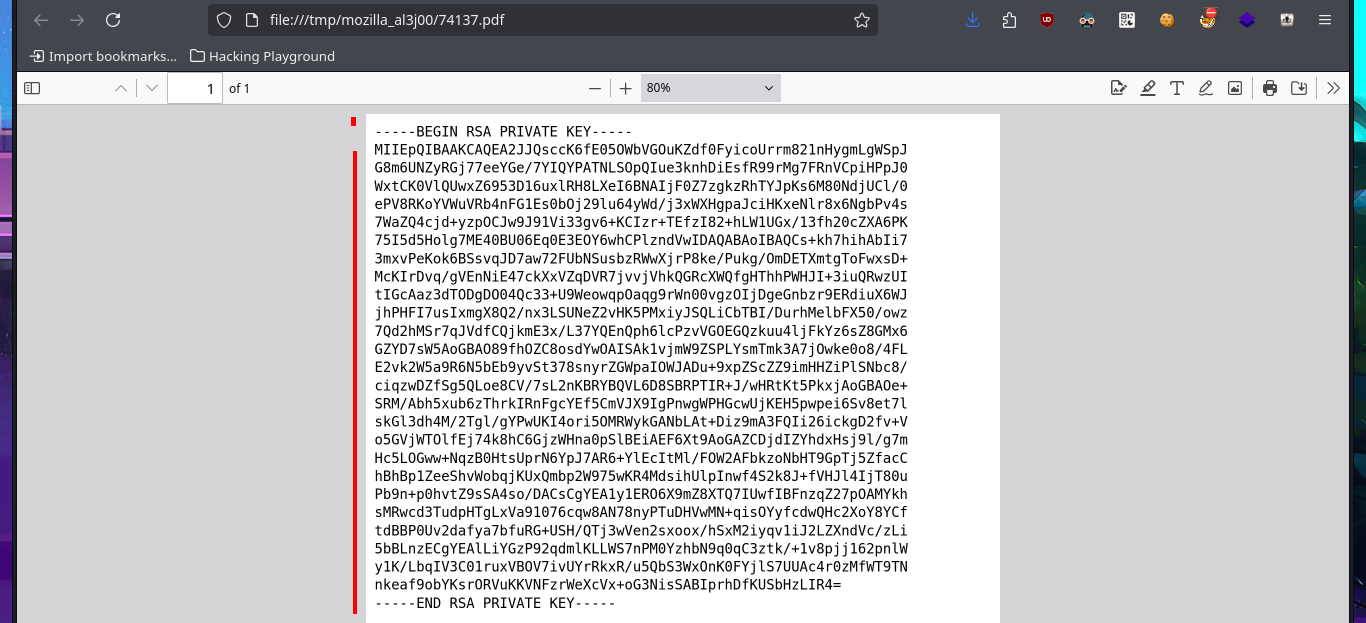 file:///tmp/mozilla_al3j00/74137.pdf
Import bookmarks...
Hacking Playground
1 of 1
80%
-----BEGIN RSA PRIVATE KEY-----
MIIEpQIBAAKCAQEA2JJQsccK6fE05OWbVGOuKZdf0FyicoUrrm821nHygmLgWSpJ
G8m6UNZyRGj77eeYGe/7YIQYPATNLSOpQIue3knhDiEsfR99rMg7FRnVCpiHPpJ0
WxtCK0VlQUwxZ6953D16uxlRH8LXeI6BNAIjF0Z7zgkzRhTYJpKs6M80NdjUCl/0
ePV8RKoYVWuVRb4nFG1Es0bOj29lu64yWd/j3xWXHgpaJciHKxeNlr8x6NgbPv4s
7WaZQ4cjd+yzpOCJw9J91Vi33gv6+KCIzr+TEfzI82+hLW1UGx/13fh20cZXA6PK
75I5d5Holg7ME40BU06Eq0E3EOY6whCPlzndVwIDAQABAoIBAQCs+kh7hihAbIi7
3mxvPeKok6BSsvqJD7aw72FUbNSusbzRWwXjrP8ke/Pukg/OmDETXmtgToFwxsD+
McKIrDvq/gVEnNiE47ckXxVZqDVR7jvvjVhkQGRcXWQfgHThhPWHJI+3iuQRwzUI
tIGcAaz3dTODgDO04Qc33+U9WeowqpOaqg9rWn00vgzOIjDgeGnbzr9ERdiuX6WJ
jhPHFI7usIxmgX8Q2/nx3LSUNeZ2vHK5PMxiyJSQLiCbTBI/DurhMelbFX50/owz
7Qd2hMSr7qJVdfCQjkmE3x/L37YQEnQph6lcPzvVGOEGQzkuu4ljFkYz6sZ8GMx6
GZYD7sW5AoGBAO89fhOZC8osdYwOAISAk1vjmW9ZSPLYsmTmk3A7jOwke0o8/4FL
E2vk2W5a9R6N5bEb9yvSt378snyrZGWpaIOWJADu+9xpZScZZ9imHHZiPlSNbc8/
ciqzwDZfSg5QLoe8CV/7sL2nKBRYBQVL6D8SBRPTIR+J/wHRtKt5PkxjAoGBAOe+
SRM/Abh5xub6zThrkIRnFgcYEf5CmVJX9IgPnwgWPHGcwUjKEH5pwpei6Sv8et7l
skGl3dh4M/2Tgl/gYPwUKI4ori5OMRWykGANbLAt+Diz9mA3FQIi26ickgD2fv+V
o5GVjWTOlfEj74k8hC6GjzWHna0pSlBEiAEF6Xt9AoGAZCDjdIZYhdxHsj9l/g7m
Hc5LOGww+NqzB0HtsUprN6YpJ7AR6+YlEcItMl/FOW2AFbkzoNbHT9GpTj5ZfacC
hBhBp1ZeeShvWobqjKUxQmbp2W975wKR4MdsihUlpInwf4S2k8J+fVHJl4IjT80u
Pb9n+p0hvtZ9sSA4so/DACsCgYEA1y1ERO6X9mZ8XTQ7IUwfIBFnzqZ27pOAMYkh
sMRwcd3TudpHTgLxVa91076cqw8AN78nyPTuDHVwMN+qisOYyfcdwQHc2XoY8YCf
tdBBP0Uv2dafya7bfuRG+USH/QTj3wVen2sxoox/hSxM2iyqv1iJ2LZXndVc/zLi
5bBLnzECgYEAlLiYGzP92qdmlKLLWS7nPM0YzhbN9q0qC3ztk/+1v8pjj162pnlW
y1K/LbqIV3C01ruxVBOV7ivUYrRkxR/u5QbS3WxOnK0FYjlS7UUAc4r0zMfWT9TN
nkeaf9obYKsrORVuKKVNFzrWeXcVx+oG3NisSABIprhDfKUSbHzLIR4=
-----END RSA PRIVATE KEY-----